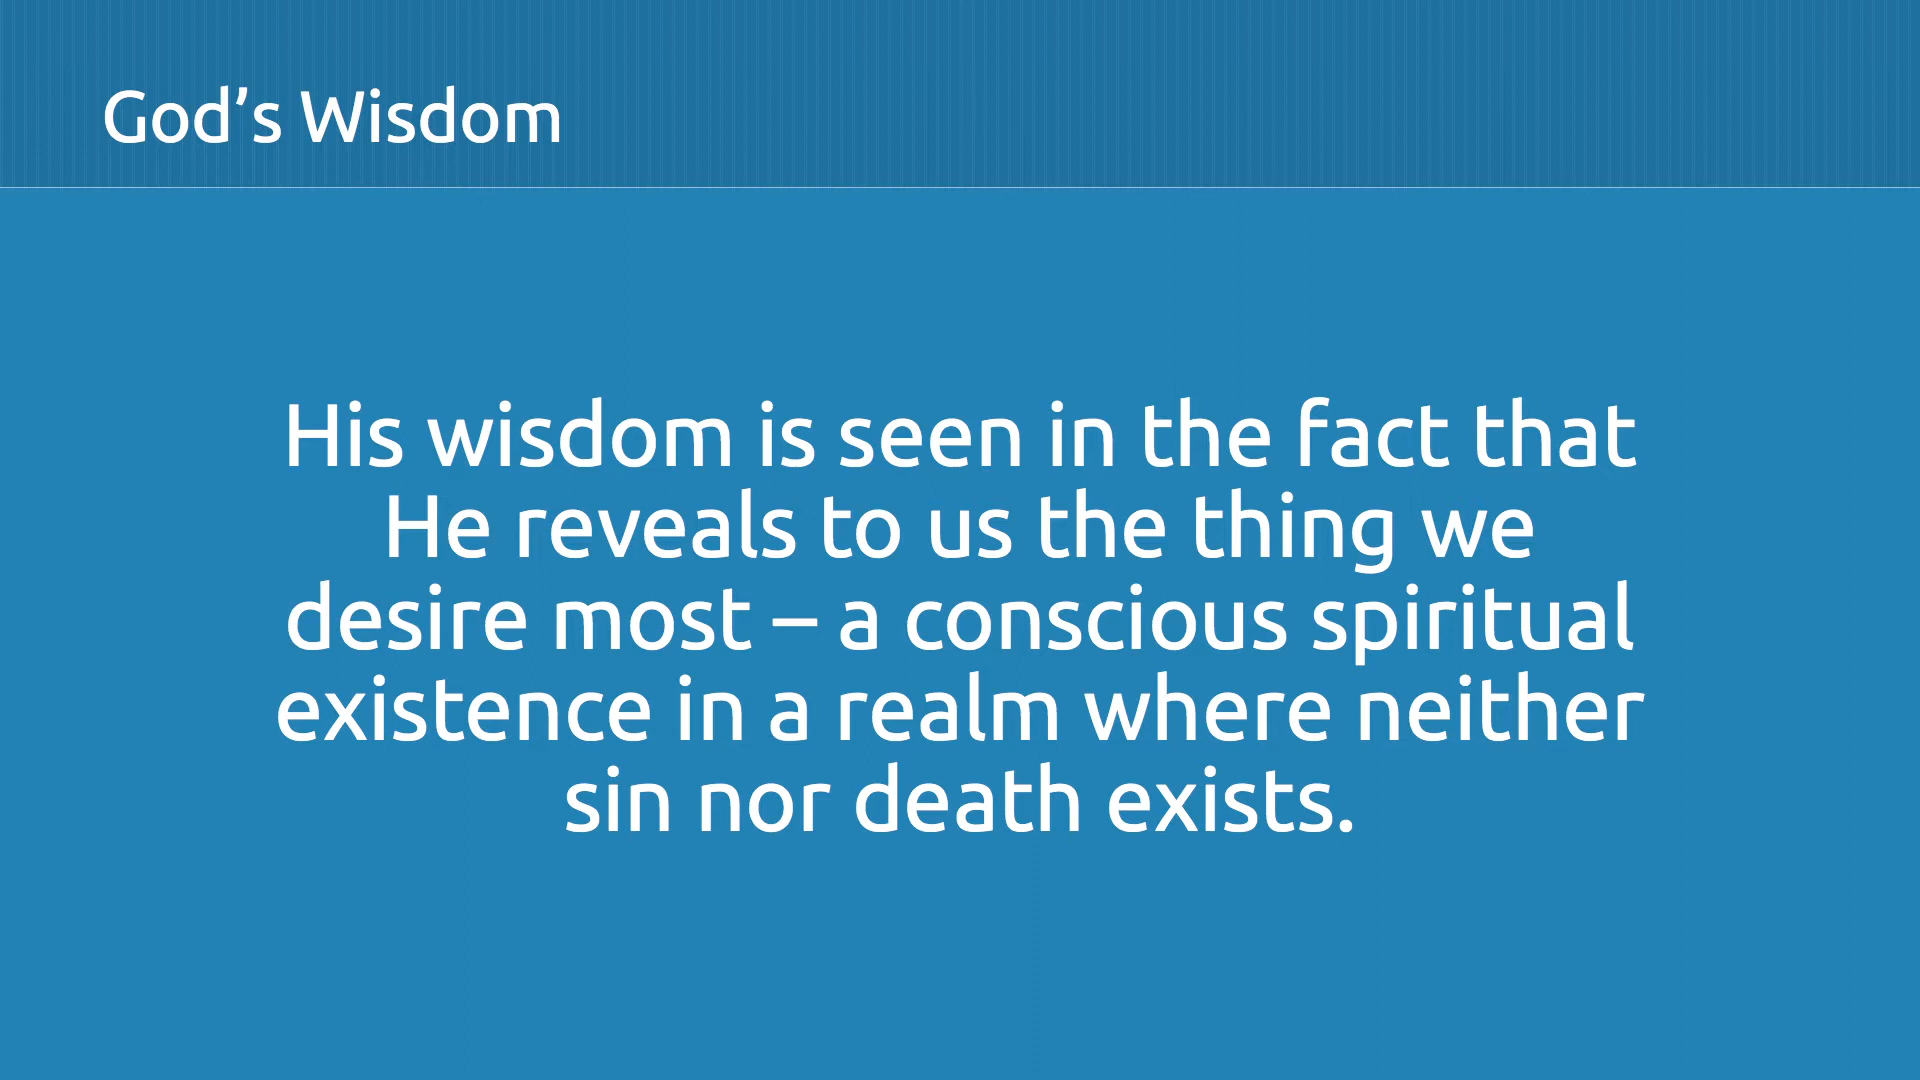 God’s Wisdom
His wisdom is seen in the fact that
He reveals to us the thing we
desire most – a conscious spiritual
existence in a realm where neither
sin nor death exists.